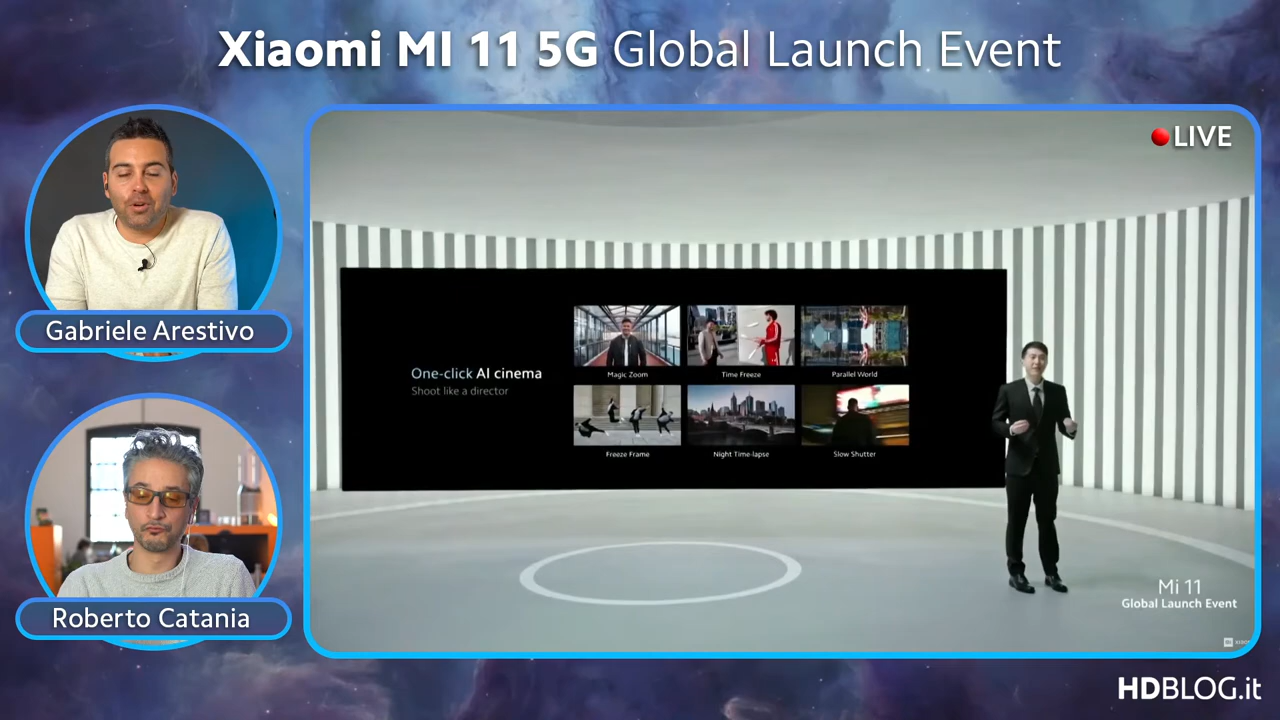 Xiaomi MI 11 5G Global Launch Event
LIVE
Gabriele Arestivo
One-click AI cinema
Shoot like a director
Magic Zoom
Time Freeze
Parallel World
Freeze Frame
Night Time-lapse
Slow Shutter
Roberto Catania
Mi 11
Global Launch Event
HDBLOG.it